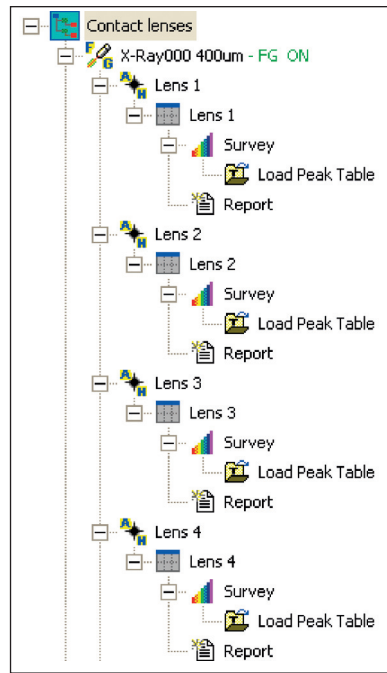 Contact lenses
X-Ray000 400um - FG ON
Lens 1
Lens 1
Survey
Load Peak Table
Report
Lens 2
Lens 2
Survey
Load Peak Table
Report
Lens 3
Lens 3
Survey
Load Peak Table
Report
Lens 4
Lens 4
Survey
Load Peak Table
Report